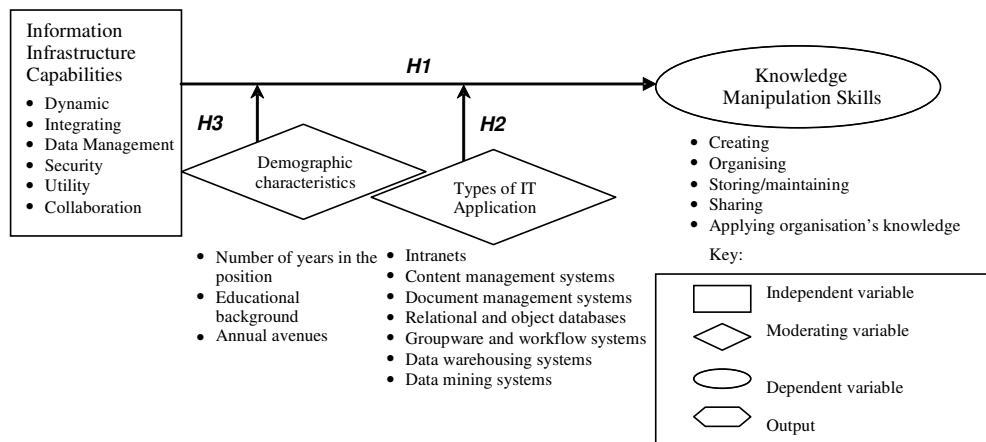 Information
Infrastructure
Capabilities
• Dynamic
• Integrating
• Data Management
• Security
• Utility
• Collaboration
H1
H3
H2
Demographic
characteristics
Types of IT
Application
Knowledge
Manipulation Skills
• Creating
• Organising
• Storing/maintaining
• Sharing
• Applying organisation's knowledge
• Number of years in the
position
• Educational
background
• Annual avenues
• Intranets
• Content management systems
• Document management systems
• Relational and object databases
• Groupware and workflow systems
• Data warehousing systems
• Data mining systems
Key:
Independent variable
Moderating variable
Dependent variable
Output